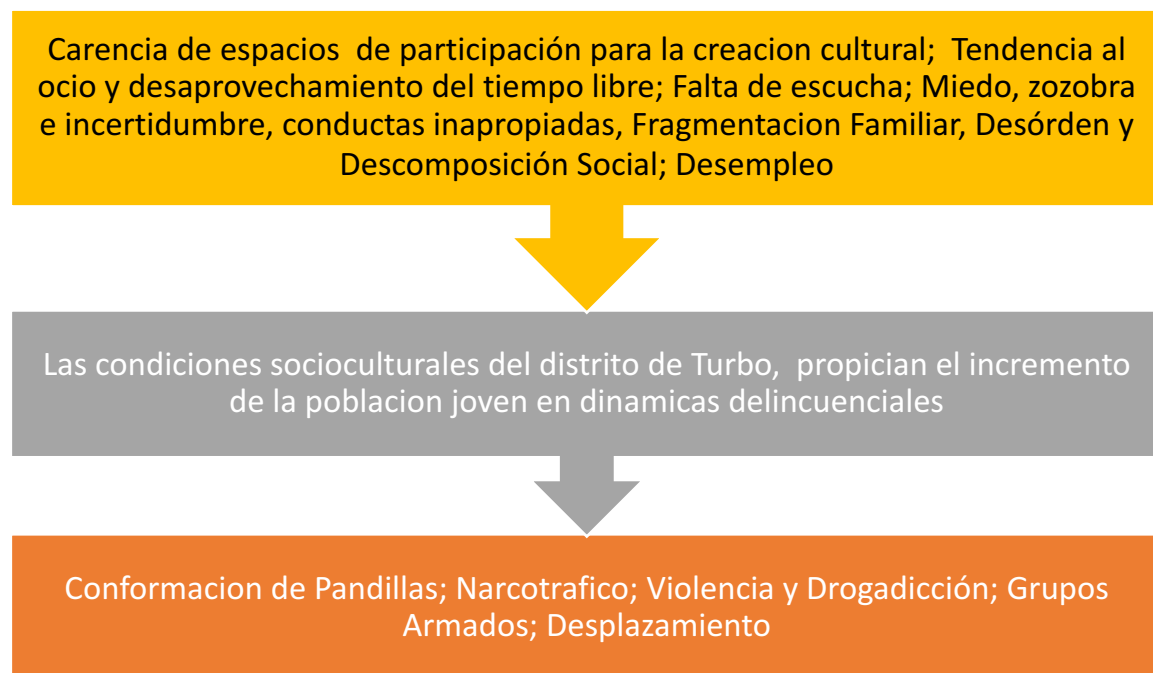 Carencia de espacios de participación para la creacion cultural; Tendencia al
ocio y desaprovechamiento del tiempo libre; Falta de escucha; Miedo, zozobra
e incertidumbre, conductas inapropiadas, Fragmentacion Familiar, Desórden y
Descomposición Social; Desempleo
Las condiciones socioculturales del distrito de Turbo, propician el incremento
de la poblacion joven en dinamicas delincuenciales
Conformacion de Pandillas; Narcotrafico; Violencia y Drogadicción; Grupos
Armados; Desplazamiento